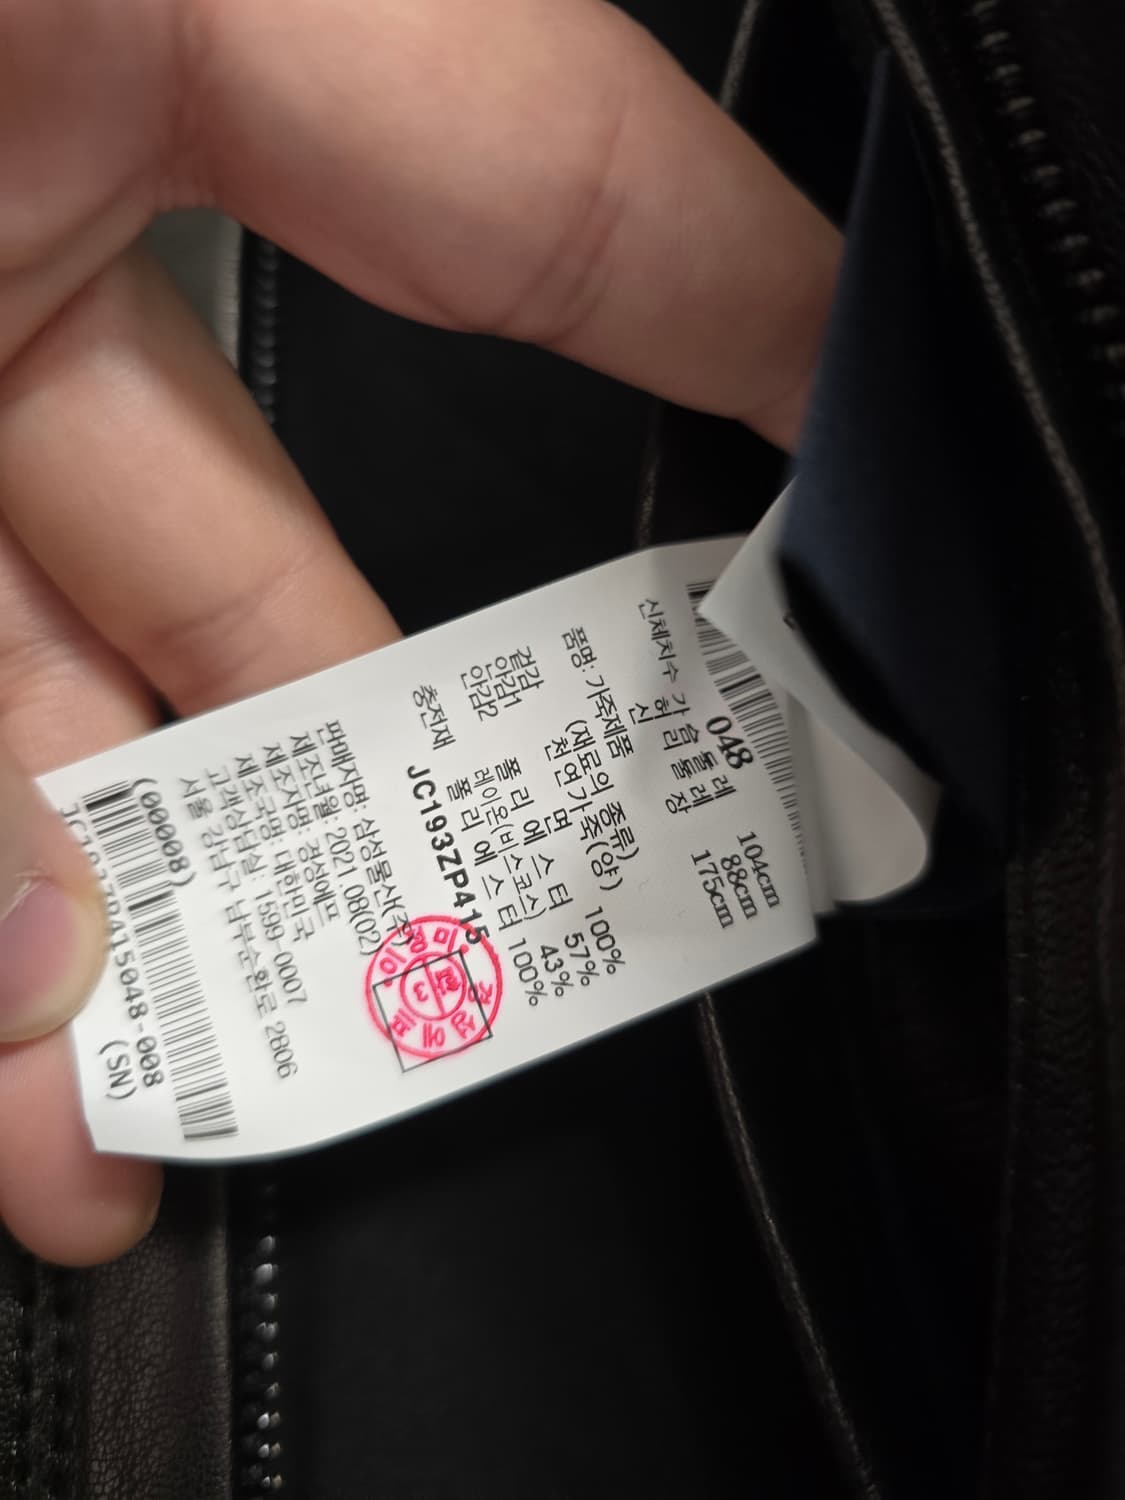 048
신체치수 가슴둘레 104cm
허리둘레 88cm
신 장 175cm
품명: 가죽제품
(재료의 종류)
겉감 천연가죽(양) 100%
안감1 면 57%
폴리에스터 43%
안감2 레이온(비스코스)
충전재 폴리에스터 100%
JC193ZP415
판매자명: 삼성물산(주)
제조년월: 2021.08(02)
제조사명: 경성에프
제조국명: 대한민국
고객상담실: 1599-0007
서울 강남구 남부순환로 2806
(00008)
JC193ZP415048-008
(SN)